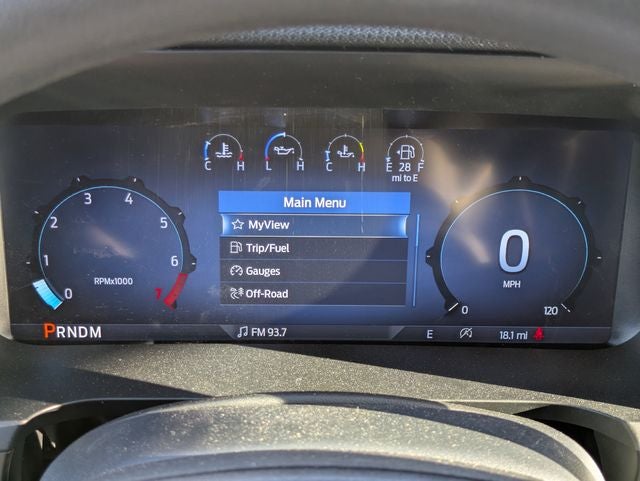 C H L H C H E 28 F
mi to E
Main Menu
MyView
Trip/Fuel
Gauges
Off-Road
0 1 2 3 4 5 6 7
RPMx1000
0
MPH
0 120
PRNDM
FM 93.7
E
18.1 mi